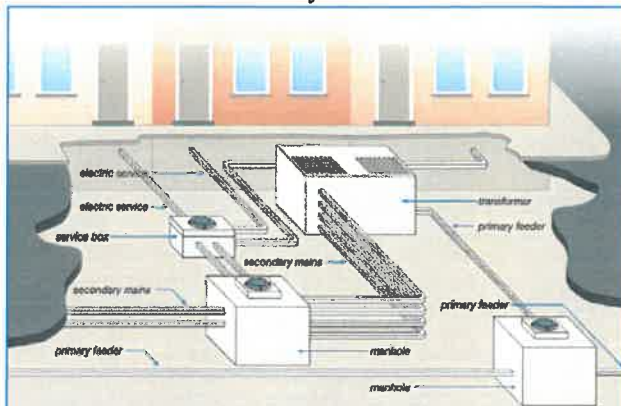 electric service
electric service
service box
transformer
primary feeder
secondary mains
secondary mains
primary feeder
primary feeder
manhole
manhole